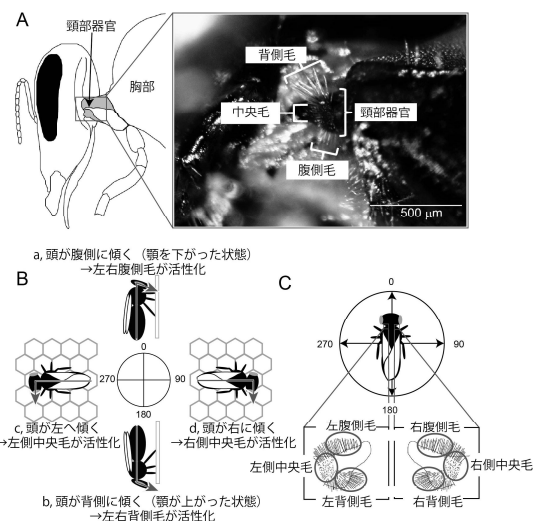 A
頸部器官
胸部
背側毛
中央毛
頸部器官
腹側毛
500 µm
a, 頭が腹側に傾く（顎を下がった状態）
→左右腹側毛が活性化
B
0
270
90
180
c, 頭が左へ傾く
→左側中央毛が活性化
d, 頭が右に傾く
→右側中央毛が活性化
b, 頭が背側に傾く（顎が上がった状態）
→左右背側毛が活性化
C
0
270
90
180
左腹側毛
右腹側毛
左側中央毛
右側中央毛
左背側毛
右背側毛